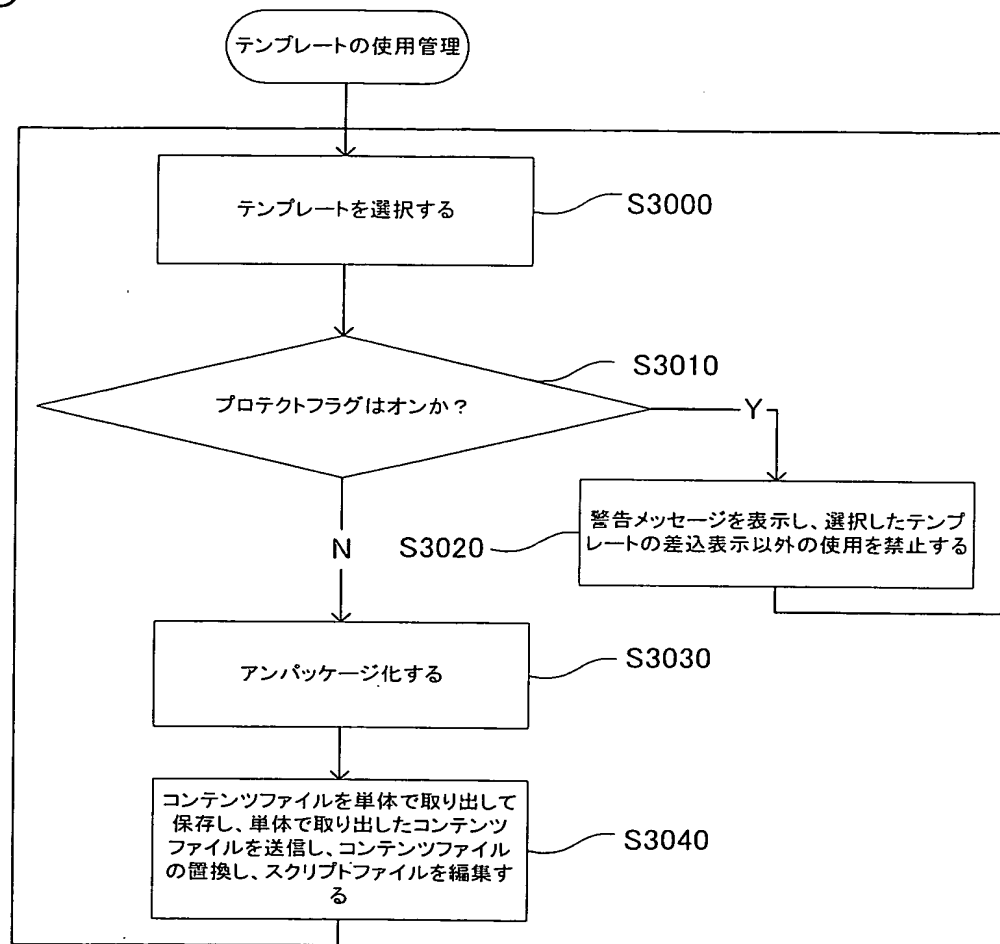 テンプレートの使用管理
テンプレートを選択する
S3000
S3010
プロテクトフラグはオンか？
Y
警告メッセージを表示し、選択したテンプ
レートの差込表示以外の使用を禁止する
S3020
N
アンパッケージ化する
S3030
コンテンツファイルを単体で取り出して
保存し、単体で取り出したコンテンツ
ファイルを送信し、コンテンツファイル
の置換し、スクリプトファイルを編集す
る
S3040